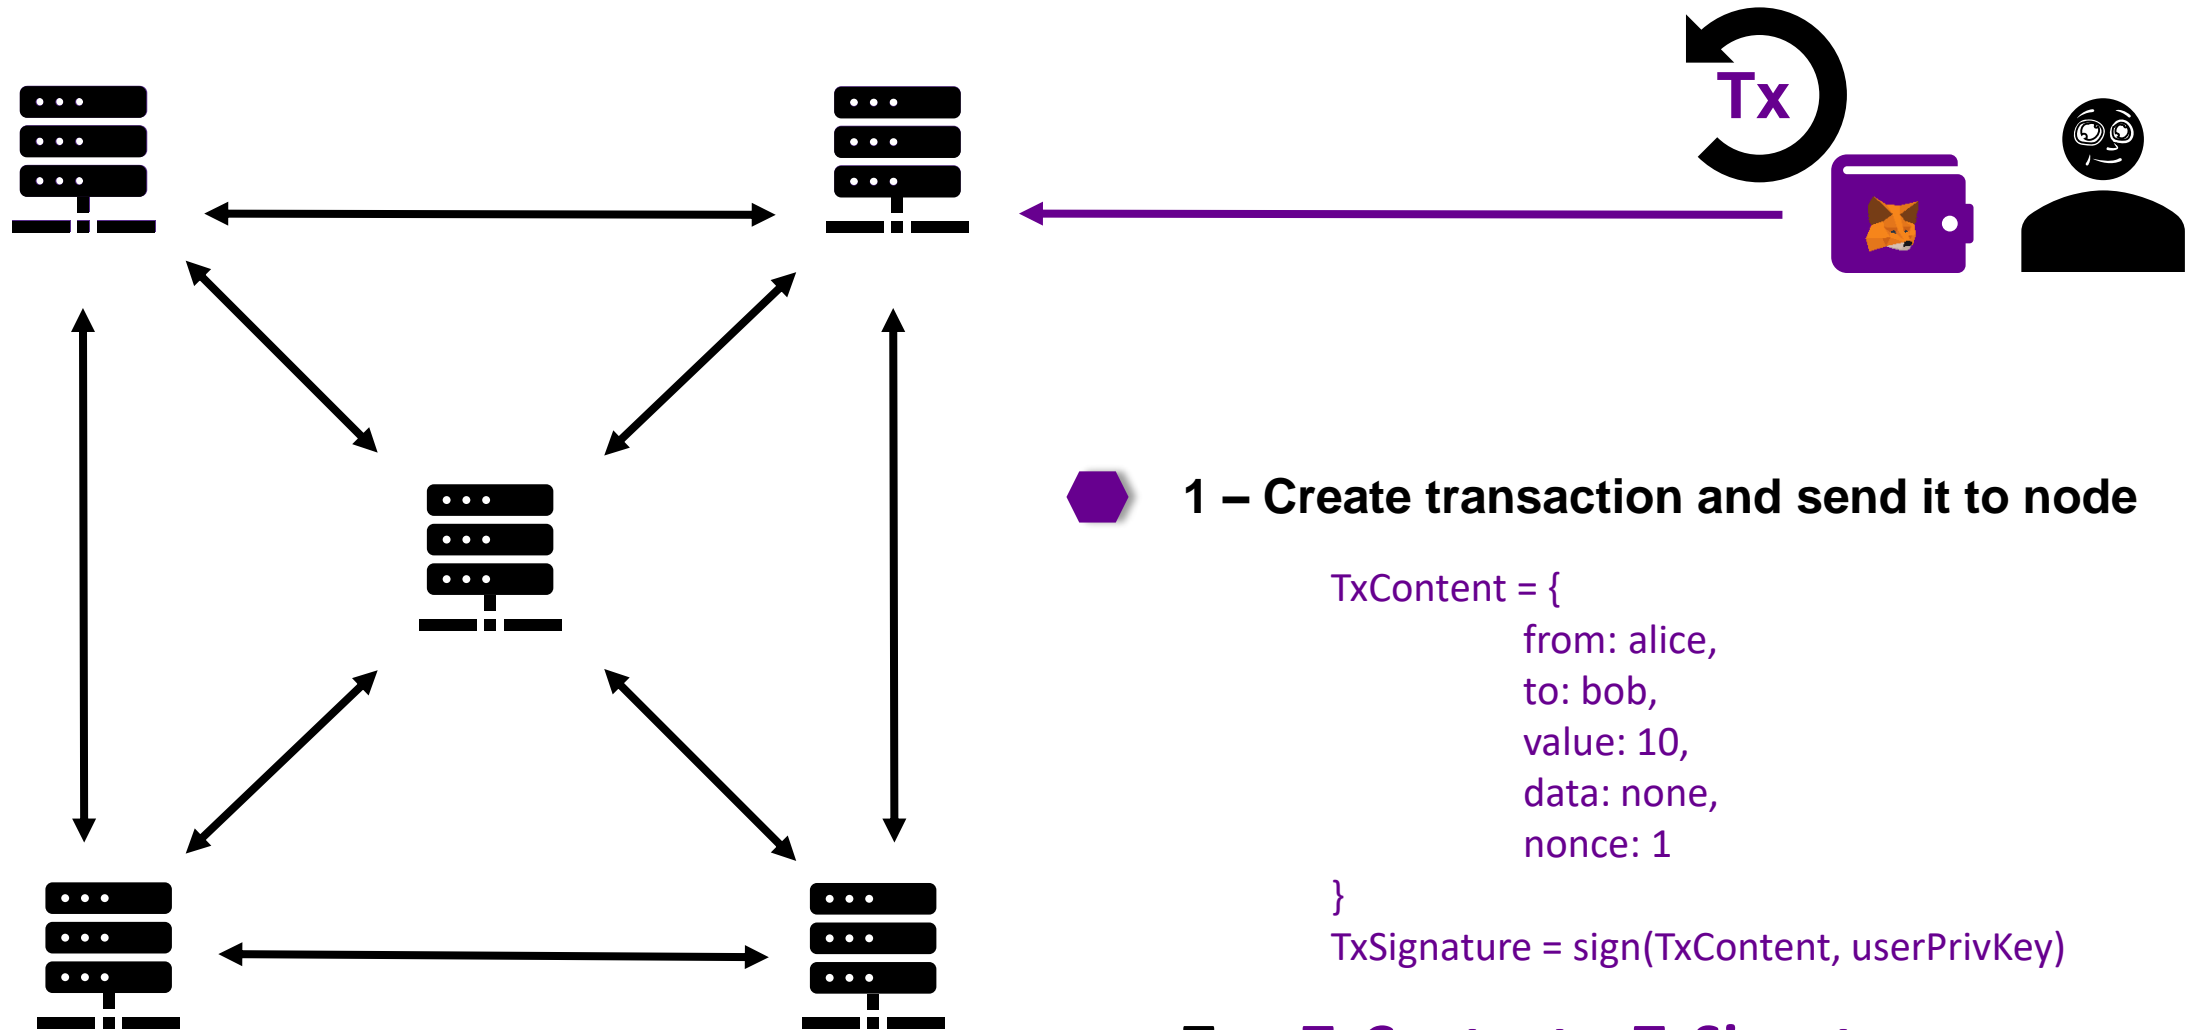 Tx
1 – Create transaction and send it to node
TxContent = {
from: alice,
to: bob,
value: 10,
data: none,
nonce: 1
}
TxSignature = sign(TxContent, userPrivKey)